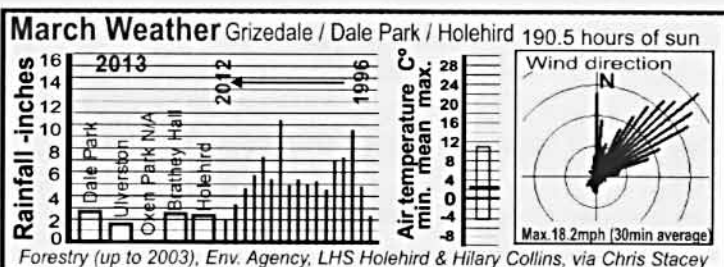 March Weather Grizedale / Dale Park / Holehird 190.5 hours of sun
Rainfall -inches
16
14
12
10
8
6
4
2
0
2013
2012
1996
Dale Park
Ulverston
Oxen Park N/A
Brathey Hall
Holehird
Air temperature C°
min. mean max.
28
24
20
16
12
8
4
0
-4
-8
Wind direction
N
Max.18.2mph (30min average)
Forestry (up to 2003), Env. Agency, LHS Holehird & Hilary Collins, via Chris Stacey